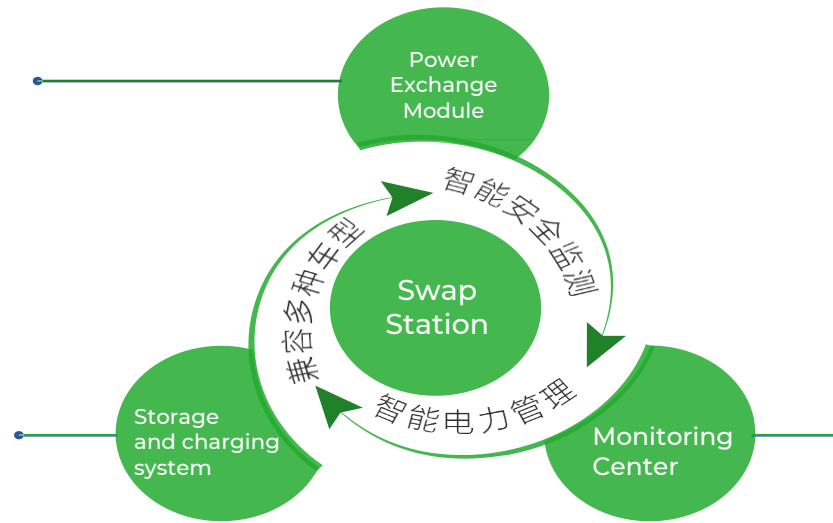 Power
Exchange
Module
智能安全监测
兼容多种车型
Swap
Station
智能电力管理
Storage
and charging
system
Monitoring
Center